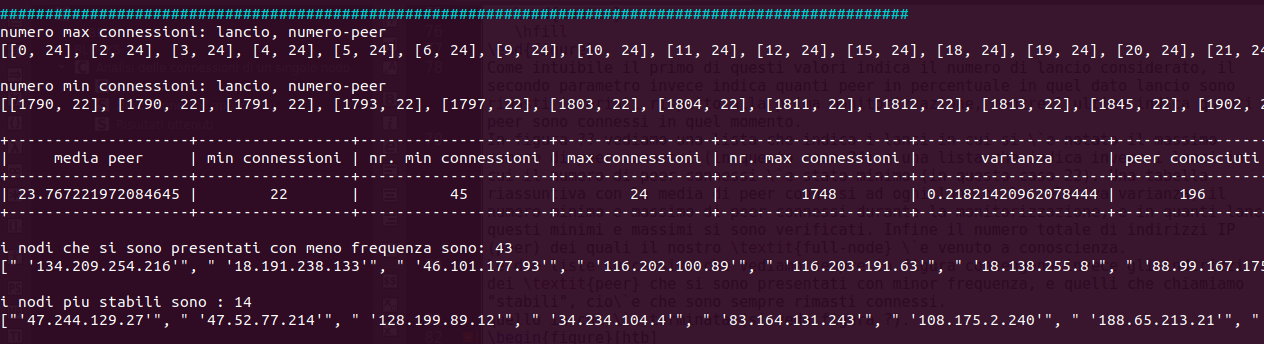 ####################################################################################################
numero max connessioni: lancio, numero-peer
[[0, 24], [2, 24], [3, 24], [4, 24], [5, 24], [6, 24], [9, 24], [10, 24], [11, 24], [12, 24], [15, 24], [18, 24], [19, 24], [20, 24], [21, 24
numero min connessioni: lancio, numero-peer
[[1790, 22], [1790, 22], [1791, 22], [1793, 22], [1797, 22], [1803, 22], [1804, 22], [1811, 22], [1812, 22], [1813, 22], [1845, 22], [1902, 2
| media peer | min connessioni | nr. min connessioni | max connessioni | nr. max connessioni | varianza | peer conosciuti
| 23.767221972084645 | 22 | 45 | 24 | 1748 | 0.21821420962078444 | 196
i nodi che si sono presentati con meno frequenza sono: 43
[" '134.209.254.216'", " '18.191.238.133'", " '46.101.177.93'", " '116.202.100.89'", " '116.203.191.63'", " '18.138.255.8'", " '88.99.167.175
i nodi piu stabili sono : 14
["'47.244.129.27'", " '47.52.77.214'", " '128.199.89.12'", " '34.234.104.4'", " '83.164.131.243'", " '108.175.2.240'", " '188.65.213.21'", "